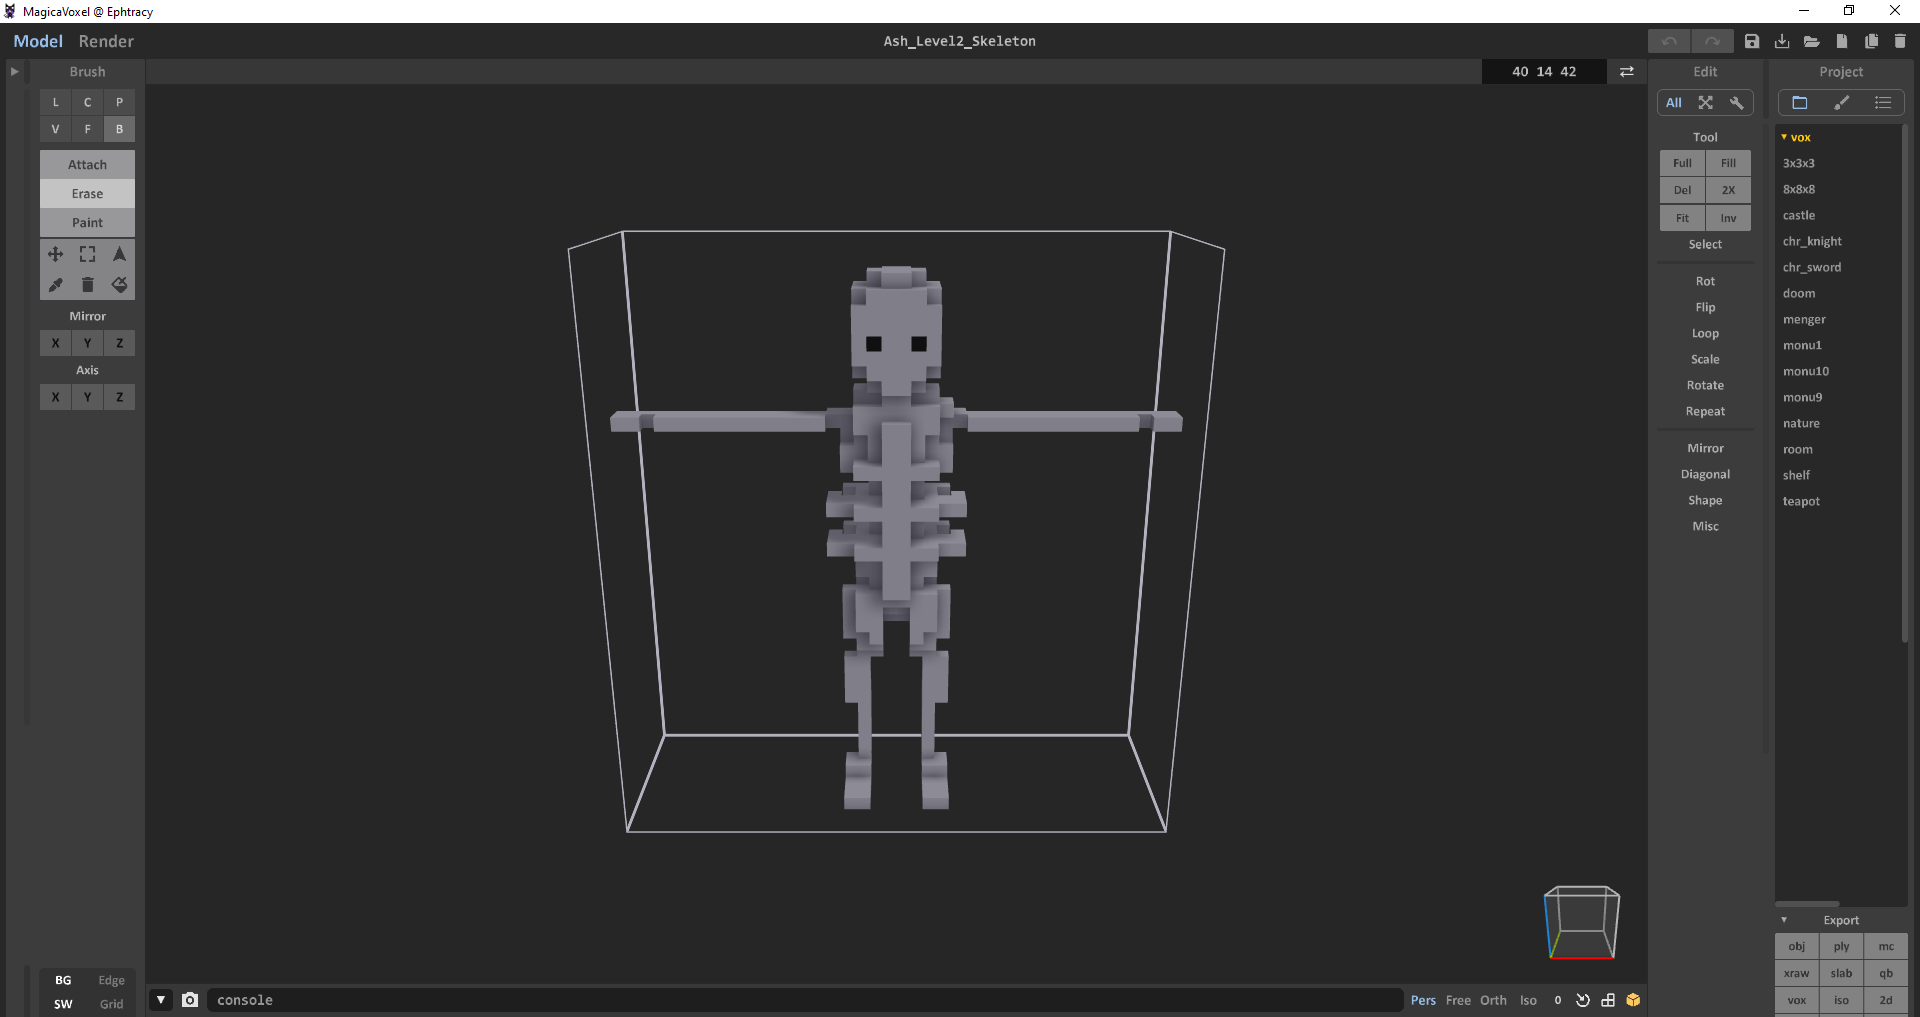 MagicaVoxel @ Ephtracy
Model Render
Ash_Level2_Skeleton
Brush
L C P
V F B
Attach
Erase
Paint
Mirror
X Y Z
Axis
X Y Z
BG Edge
SW Grid
40 14 42
console
Pers Free Orth Iso 0
Edit
All
Tool
Full Fill
Del 2X
Fit Inv
Select
Rot
Flip
Loop
Scale
Rotate
Repeat
Mirror
Diagonal
Shape
Misc
Project
vox
3x3x3
8x8x8
castle
chr_knight
chr_sword
doom
menger
monu1
monu10
monu9
nature
room
shelf
teapot
Export
obj ply mc
xraw slab qb
vox iso 2d